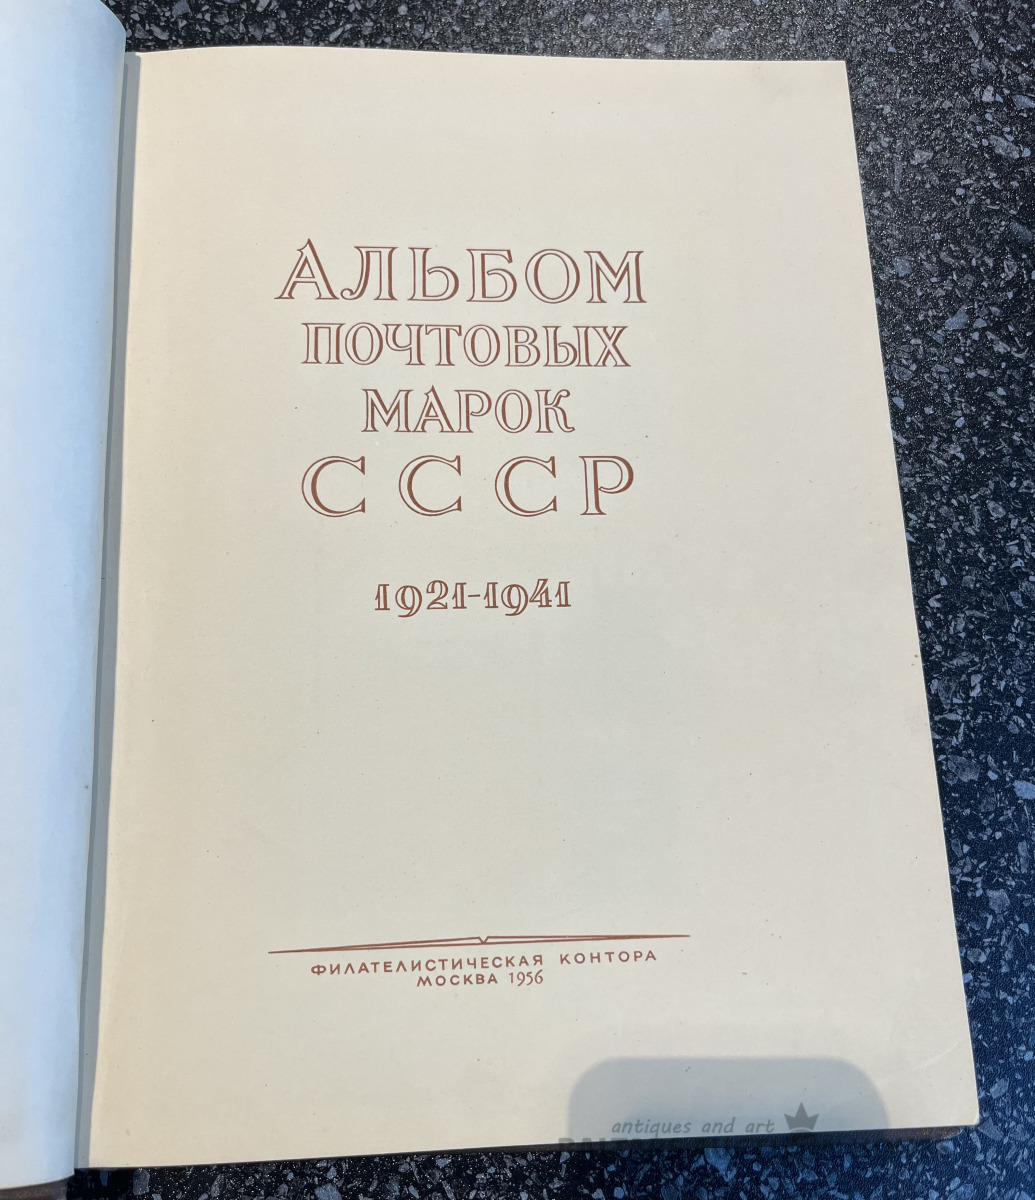 АЛЬБОМ
ПОЧТОВЫХ
МАРОК
СССР
1921-1941
ФИЛАТЕЛИСТИЧЕСКАЯ КОНТОРА
МОСКВА 1956
antiques and art